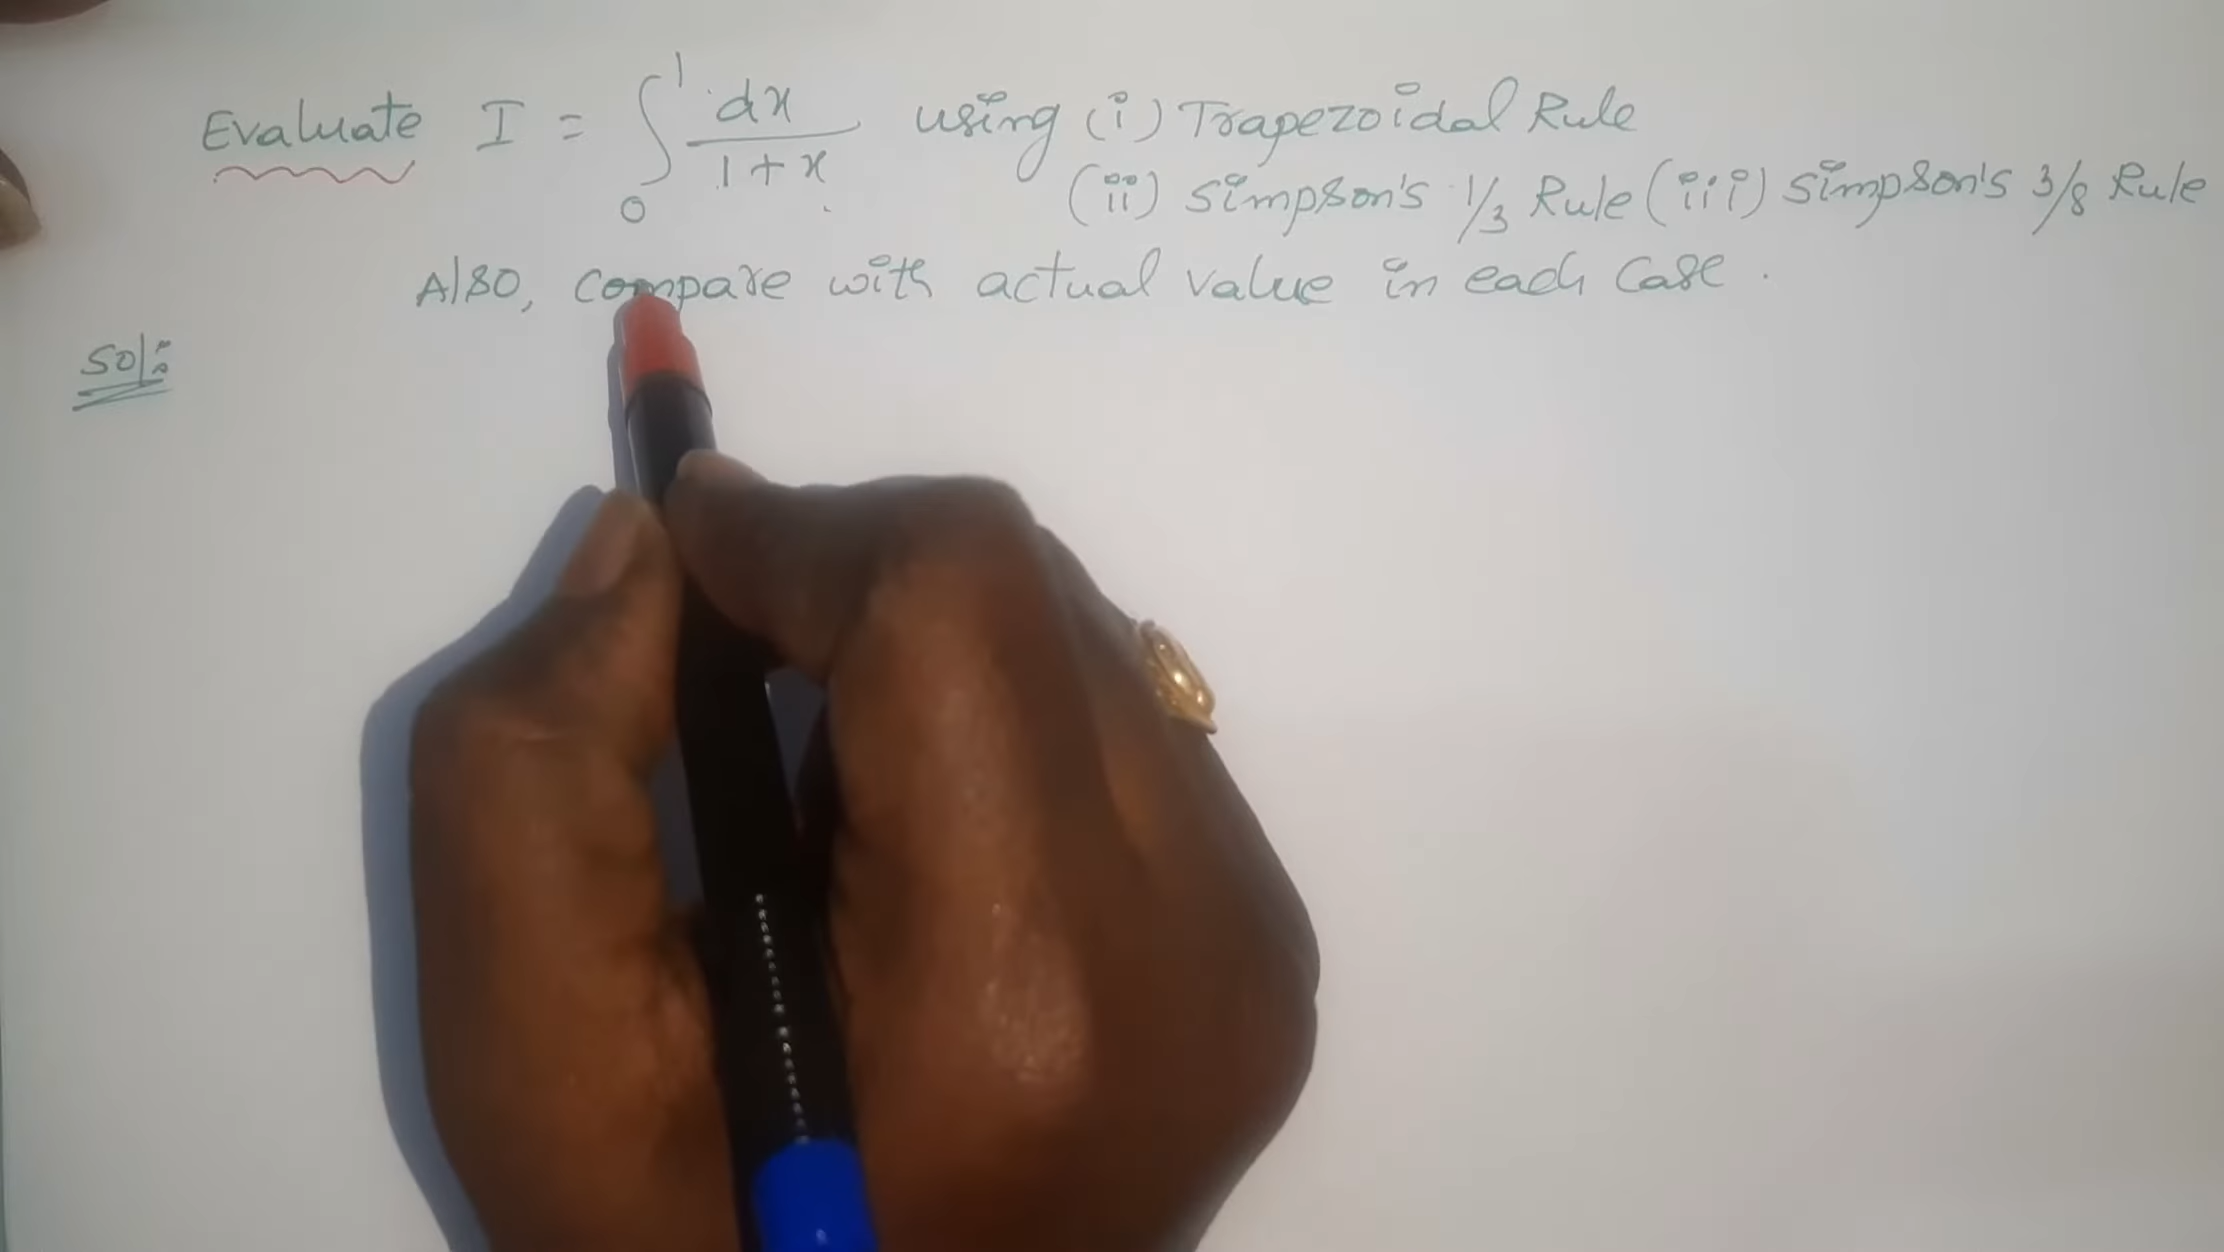 Evaluate I = ∫₀¹ dx/(1+x) using (i) Trapezoidal Rule
(ii) Simpson's 1/3 Rule (iii) Simpson's 3/8 Rule
Also, Compare with actual value in each Case.
Sol: